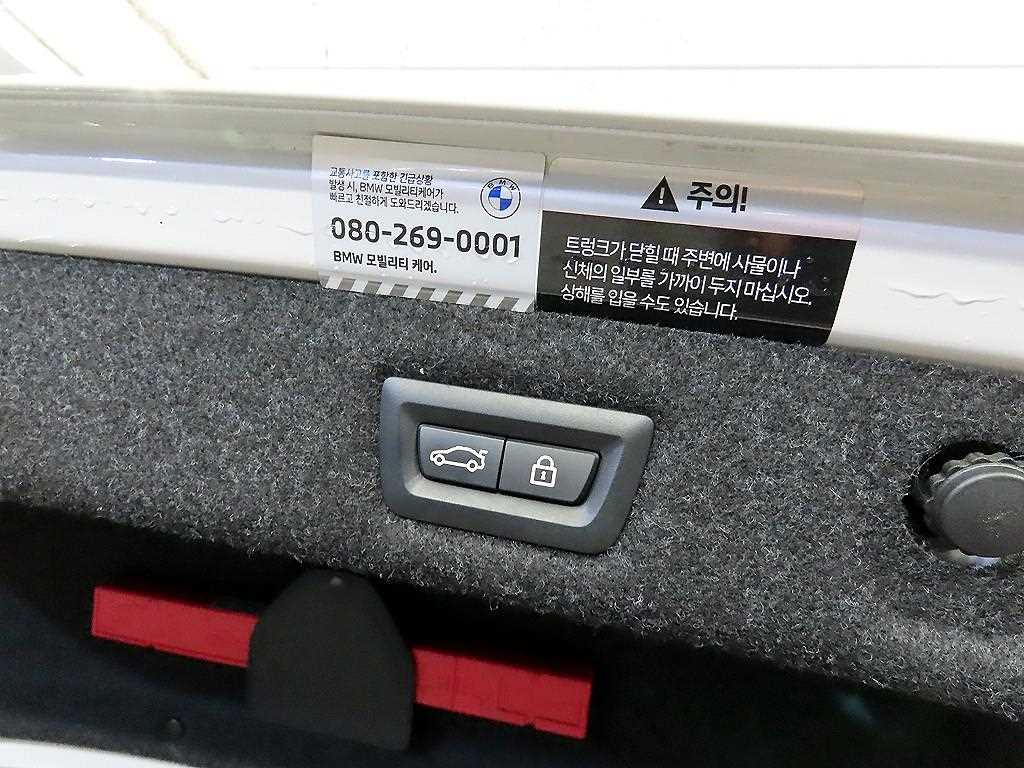 교통사고를 포함한 긴급상황
발생 시, BMW 모빌리티케어가
빠르고 친절하게 도와드리겠습니다.
080-269-0001
BMW 모빌리티 케어.
BMW
주의!
트렁크가 닫힐 때 주변에 사물이나
신체의 일부를 가까이 두지 마십시오.
상해를 입을 수도 있습니다.